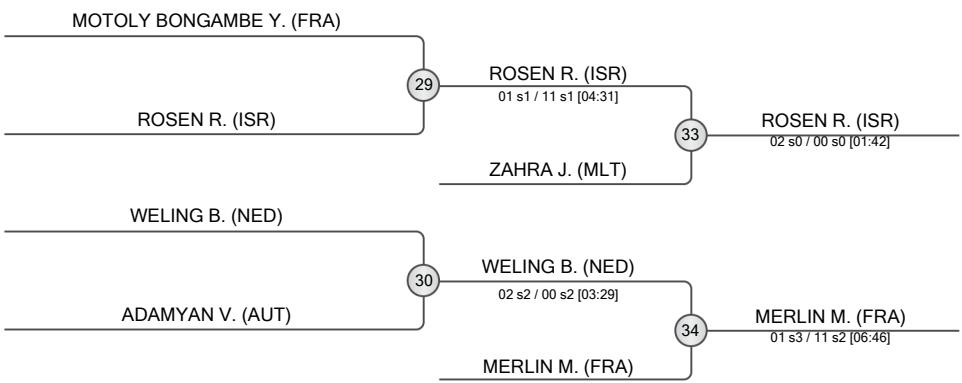 MOTOLY BONGAMBE Y. (FRA)
29
ROSEN R. (ISR)
01 s1 / 11 s1 [04:31]
ROSEN R. (ISR)
33
ROSEN R. (ISR)
02 s0 / 00 s0 [01:42]
ZAHRA J. (MLT)
WELING B. (NED)
30
WELING B. (NED)
02 s2 / 00 s2 [03:29]
ADAMYAN V. (AUT)
34
MERLIN M. (FRA)
01 s3 / 11 s2 [06:46]
MERLIN M. (FRA)